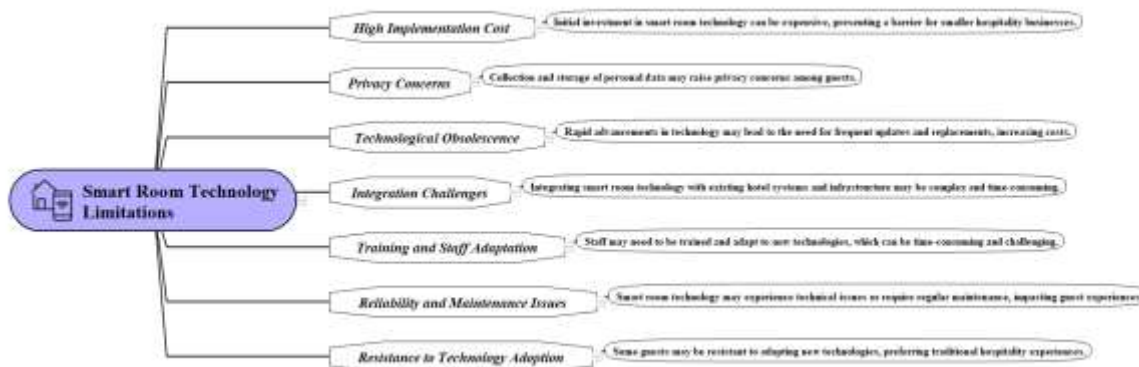 High Implementation Cost
Initial investment in smart room technology can be expensive, presenting a barrier for smaller hospitality businesses.
Privacy Concerns
Collection and storage of personal data may raise privacy concerns among guests.
Technological Obsolescence
Rapid advancements in technology may lead to the need for frequent updates and replacements, increasing costs.
Smart Room Technology
Limitations
Integration Challenges
Integrating smart room technology with existing hotel systems and infrastructure may be complex and time-consuming.
Training and Staff Adaptation
Staff may need to be trained and adapt to new technologies, which can be time-consuming and challenging.
Reliability and Maintenance Issues
Smart room technology may experience technical issues or require regular maintenance, impacting guest experiences
Resistance to Technology Adoption
Some guests may be resistant to adopting new technologies, preferring traditional hospitality experiences.